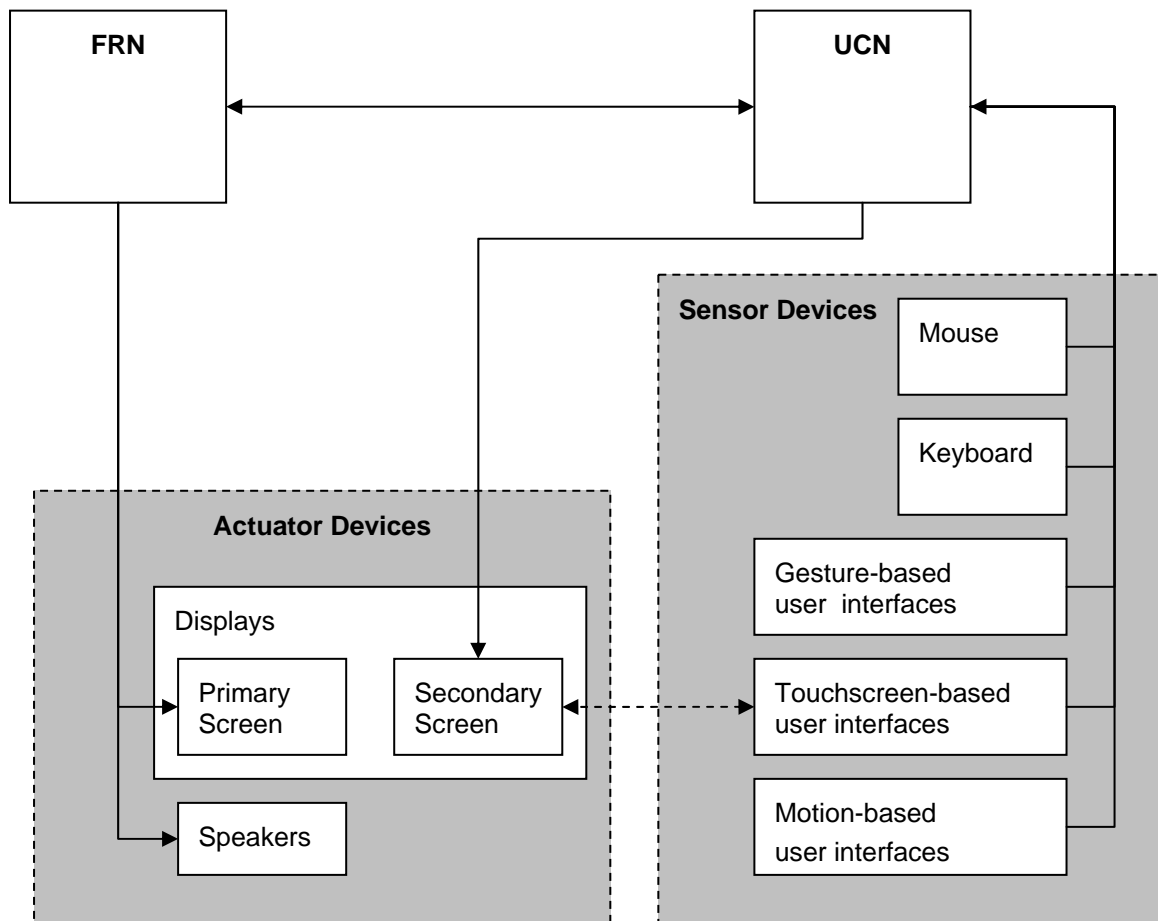 FRN
UCN
Sensor Devices
Mouse
Keyboard
Gesture-based
user interfaces
Touchscreen-based
user interfaces
Motion-based
user interfaces
Actuator Devices
Displays
Primary
Screen
Secondary
Screen
Speakers